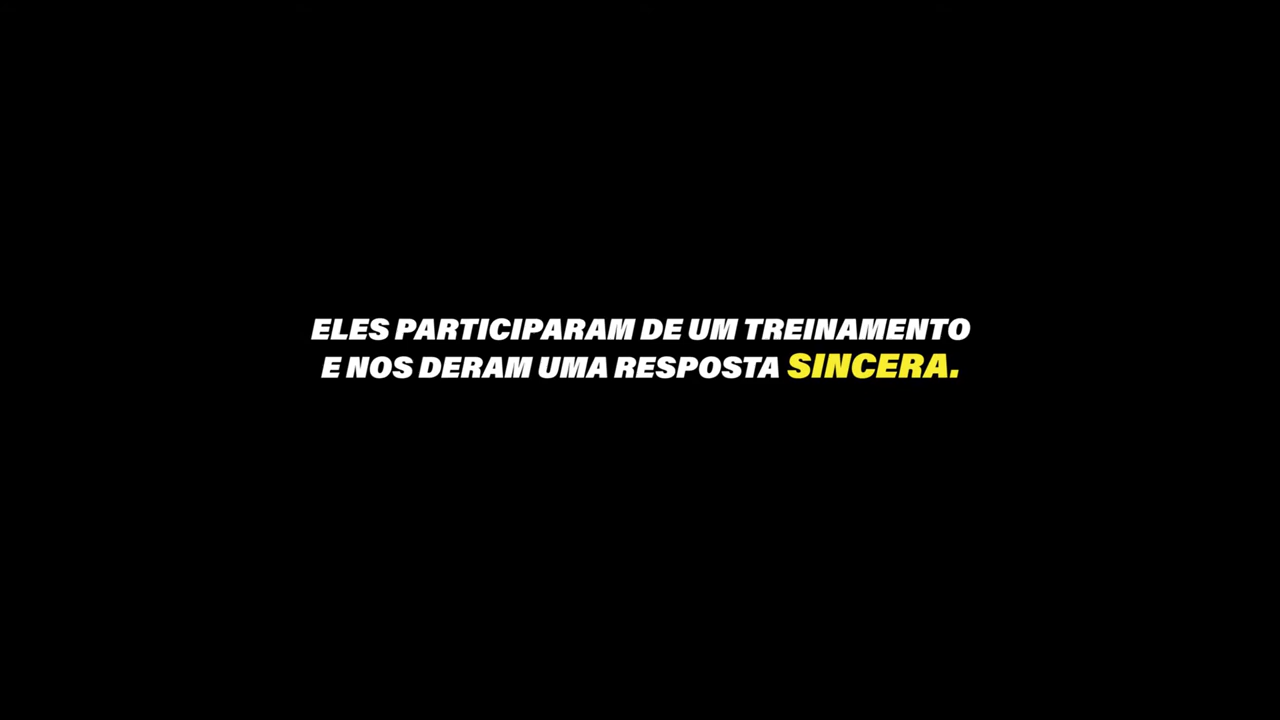 ELES PARTICIPARAM DE UM TREINAMENTO
E NOS DERAM UMA RESPOSTA SINCERA.